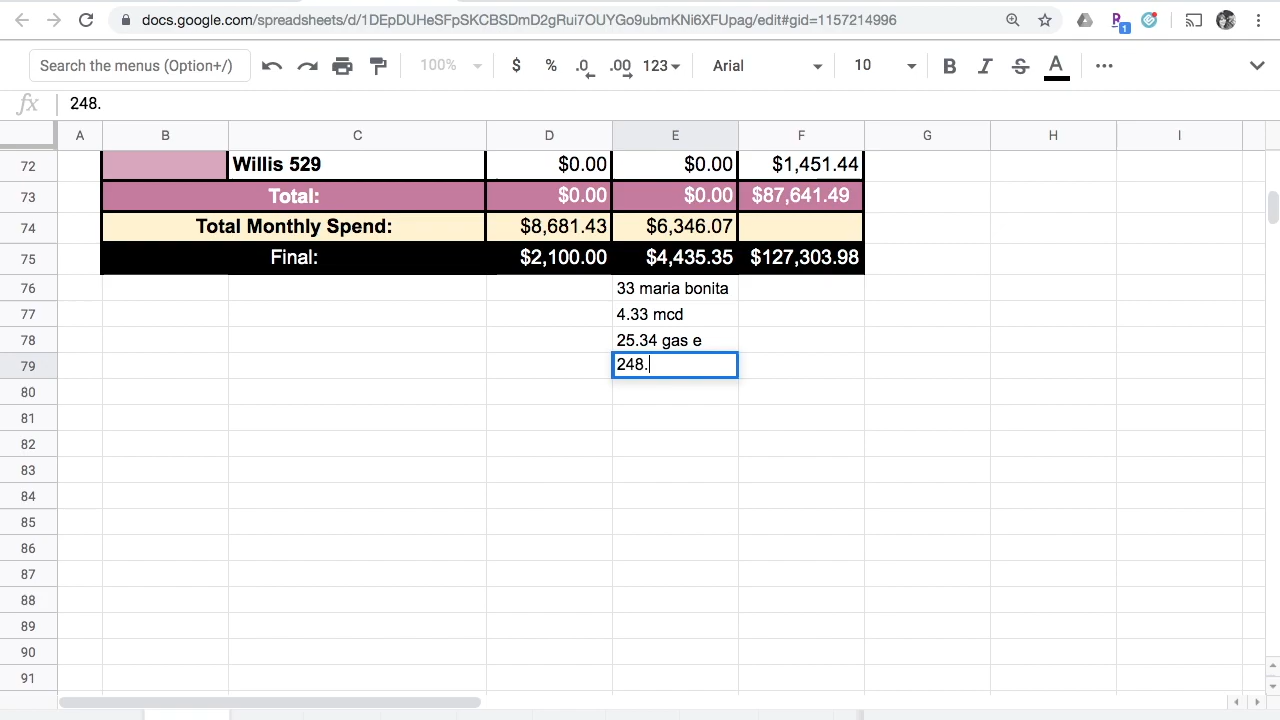 docs.google.com/spreadsheets/d/1DEpDUHeSFpSKCBSDmD2gRui7OUYGo9ubmKNi6XFUpag/edit#gid=1157214996
1
Search the menus (Option+/) 100% $ % .0 .00 123 Arial 10 B I S A
fx 248.
A B C D E F G H I
72 Willis 529 $0.00 $0.00 $1,451.44
73 Total: $0.00 $0.00 $87,641.49
74 Total Monthly Spend: $8,681.43 $6,346.07
75 Final: $2,100.00 $4,435.35 $127,303.98
76 33 maria bonita
77 4.33 mcd
78 25.34 gas e
79 248.
80
81
82
83
84
85
86
87
88
89
90
91